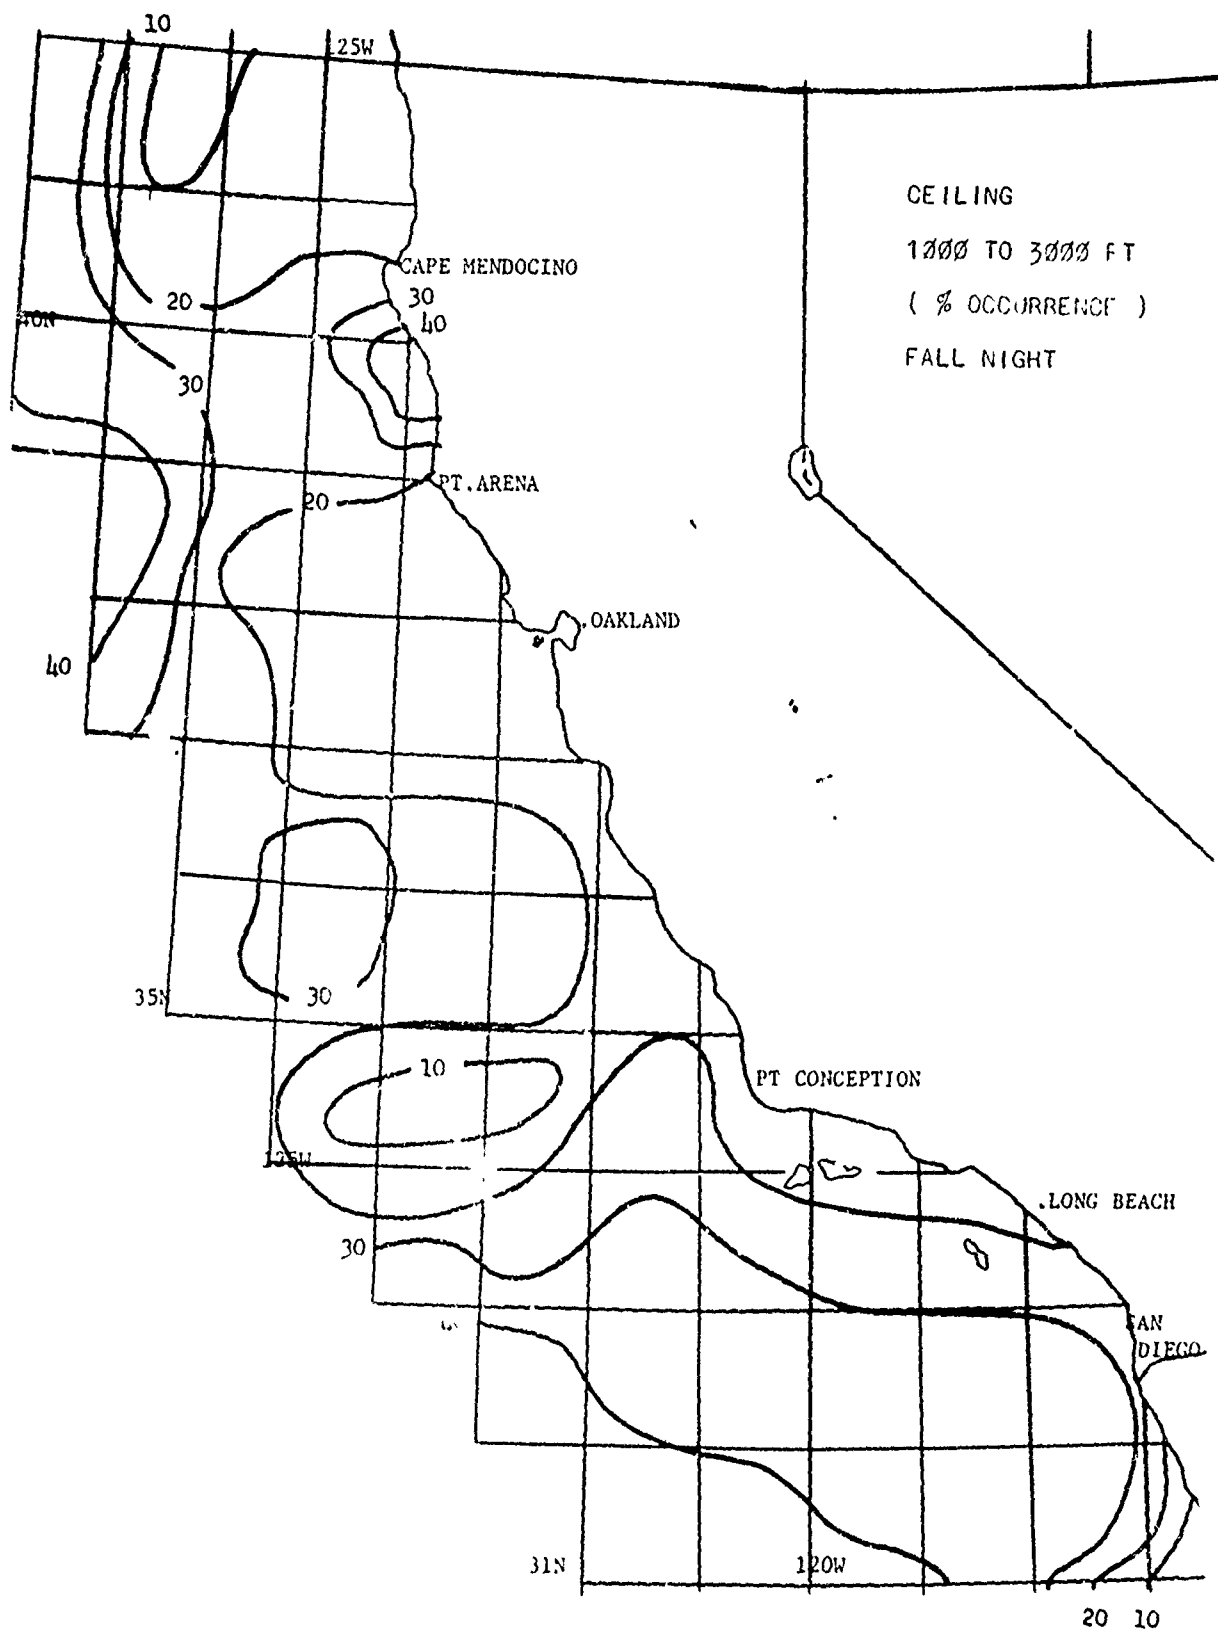 10
25W
CEILING
1000 TO 3000 FT
( % OCCURRENCE )
FALL NIGHT
CAPE MENDOCINO
30
20
40N
40
30
PT.ARENA
20
.OAKLAND
40
35N
30
10
PT CONCEPTION
125W
.LONG BEACH
30
SAN
DIEGO
31N
120W
20 10